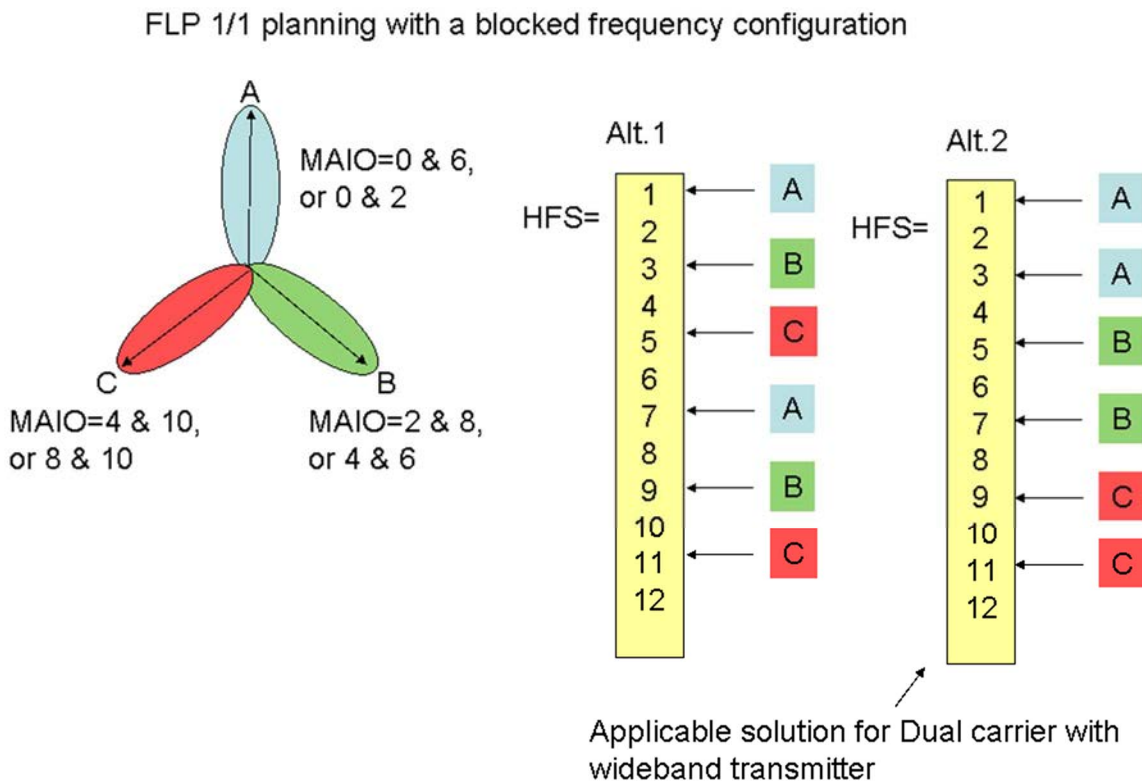 FLP 1/1 planning with a blocked frequency configuration
A
MAIO=0 & 6,
or 0 & 2
C
MAIO=4 & 10,
or 8 & 10
B
MAIO=2 & 8,
or 4 & 6
Alt.1
HFS=
1
2
3
4
5
6
7
8
9
10
11
12
A
B
C
A
B
C
Alt.2
HFS=
1
2
3
4
5
6
7
8
9
10
11
12
A
A
B
B
C
C
Applicable solution for Dual carrier with
wideband transmitter